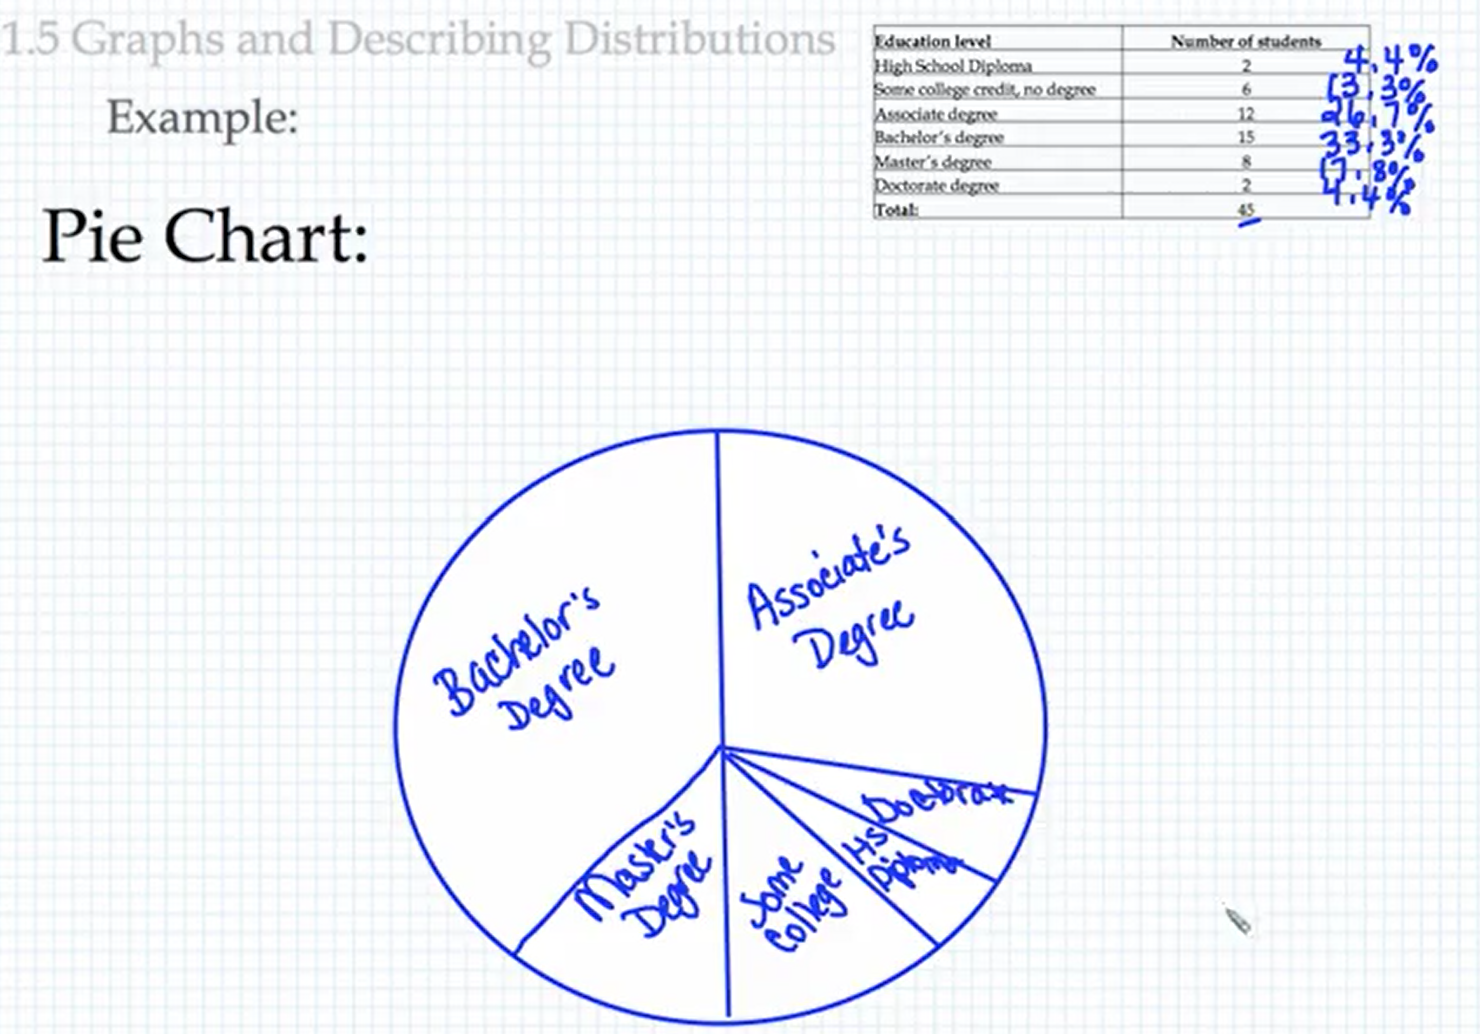 1.5 Graphs and Describing Distributions
Example:
Pie Chart:
Education level Number of students
High School Diploma 2 4.4%
Some college credit, no degree 6 13.3%
Associate degree 12 26.7%
Bachelor's degree 15 33.3%
Master's degree 8 17.8%
Doctorate degree 2 4.4%
Total: 45
Associate's
Degree
Bachelor's
Degree
Doctorate
HS
Diploma
Master's
Degree
Some
College